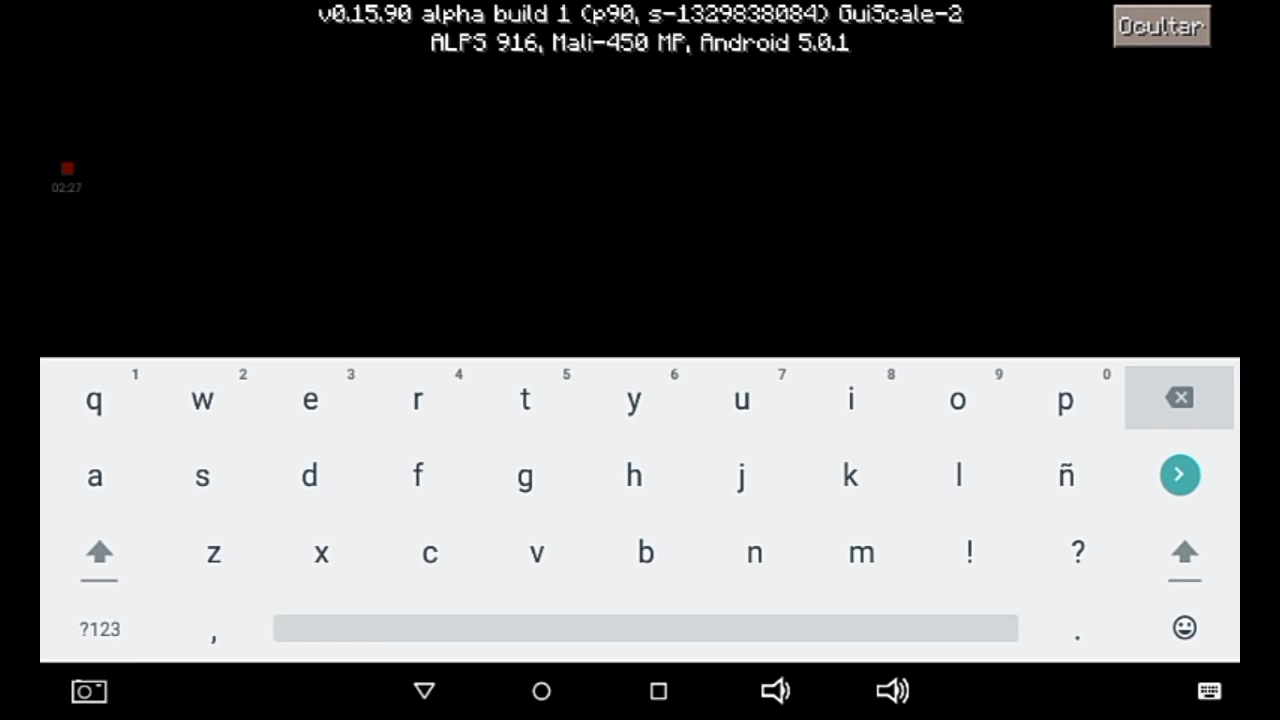 v0.15.90 alpha build 1 (p90, s-1329838084) GuiScale-2
ALPS 916, Mali-450 MP, Android 5.0.1
Ocultar
02:27
1 2 3 4 5 6 7 8 9 0
q w e r t y u i o p
a s d f g h j k l ñ
z x c v b n m ! ?
?123 , .